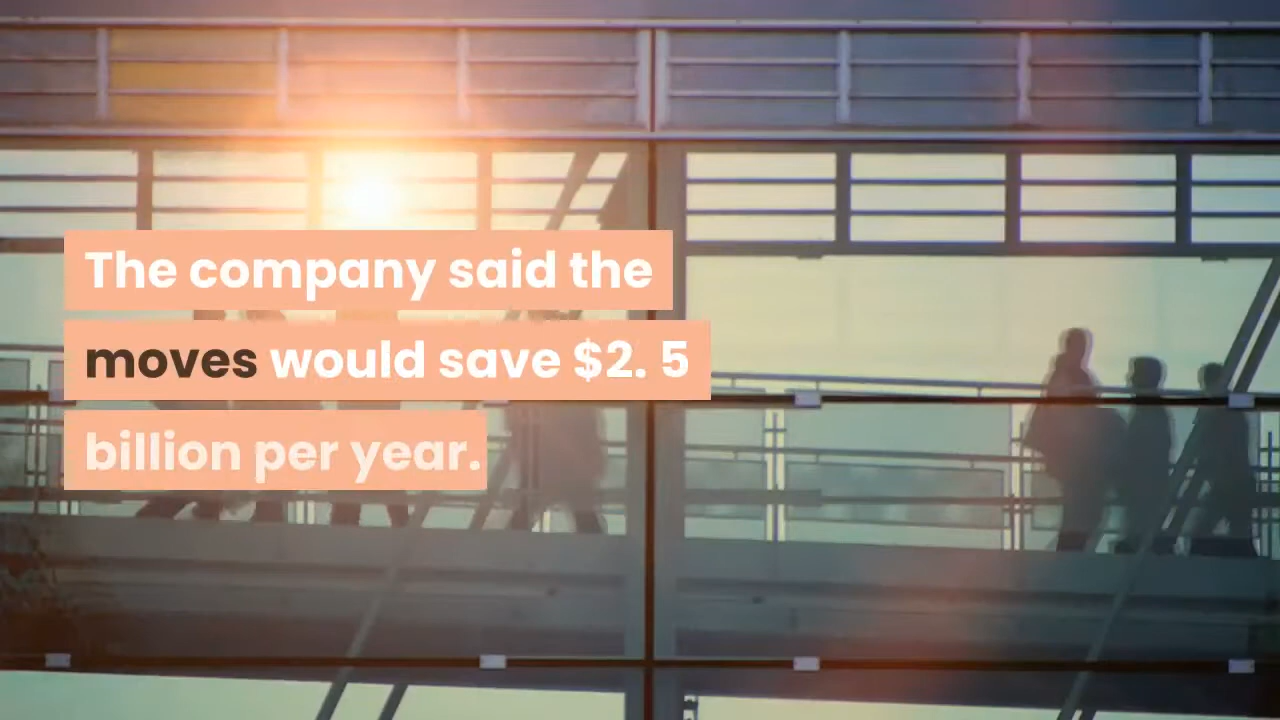 The company said the
moves would save $2. 5
billion per year.